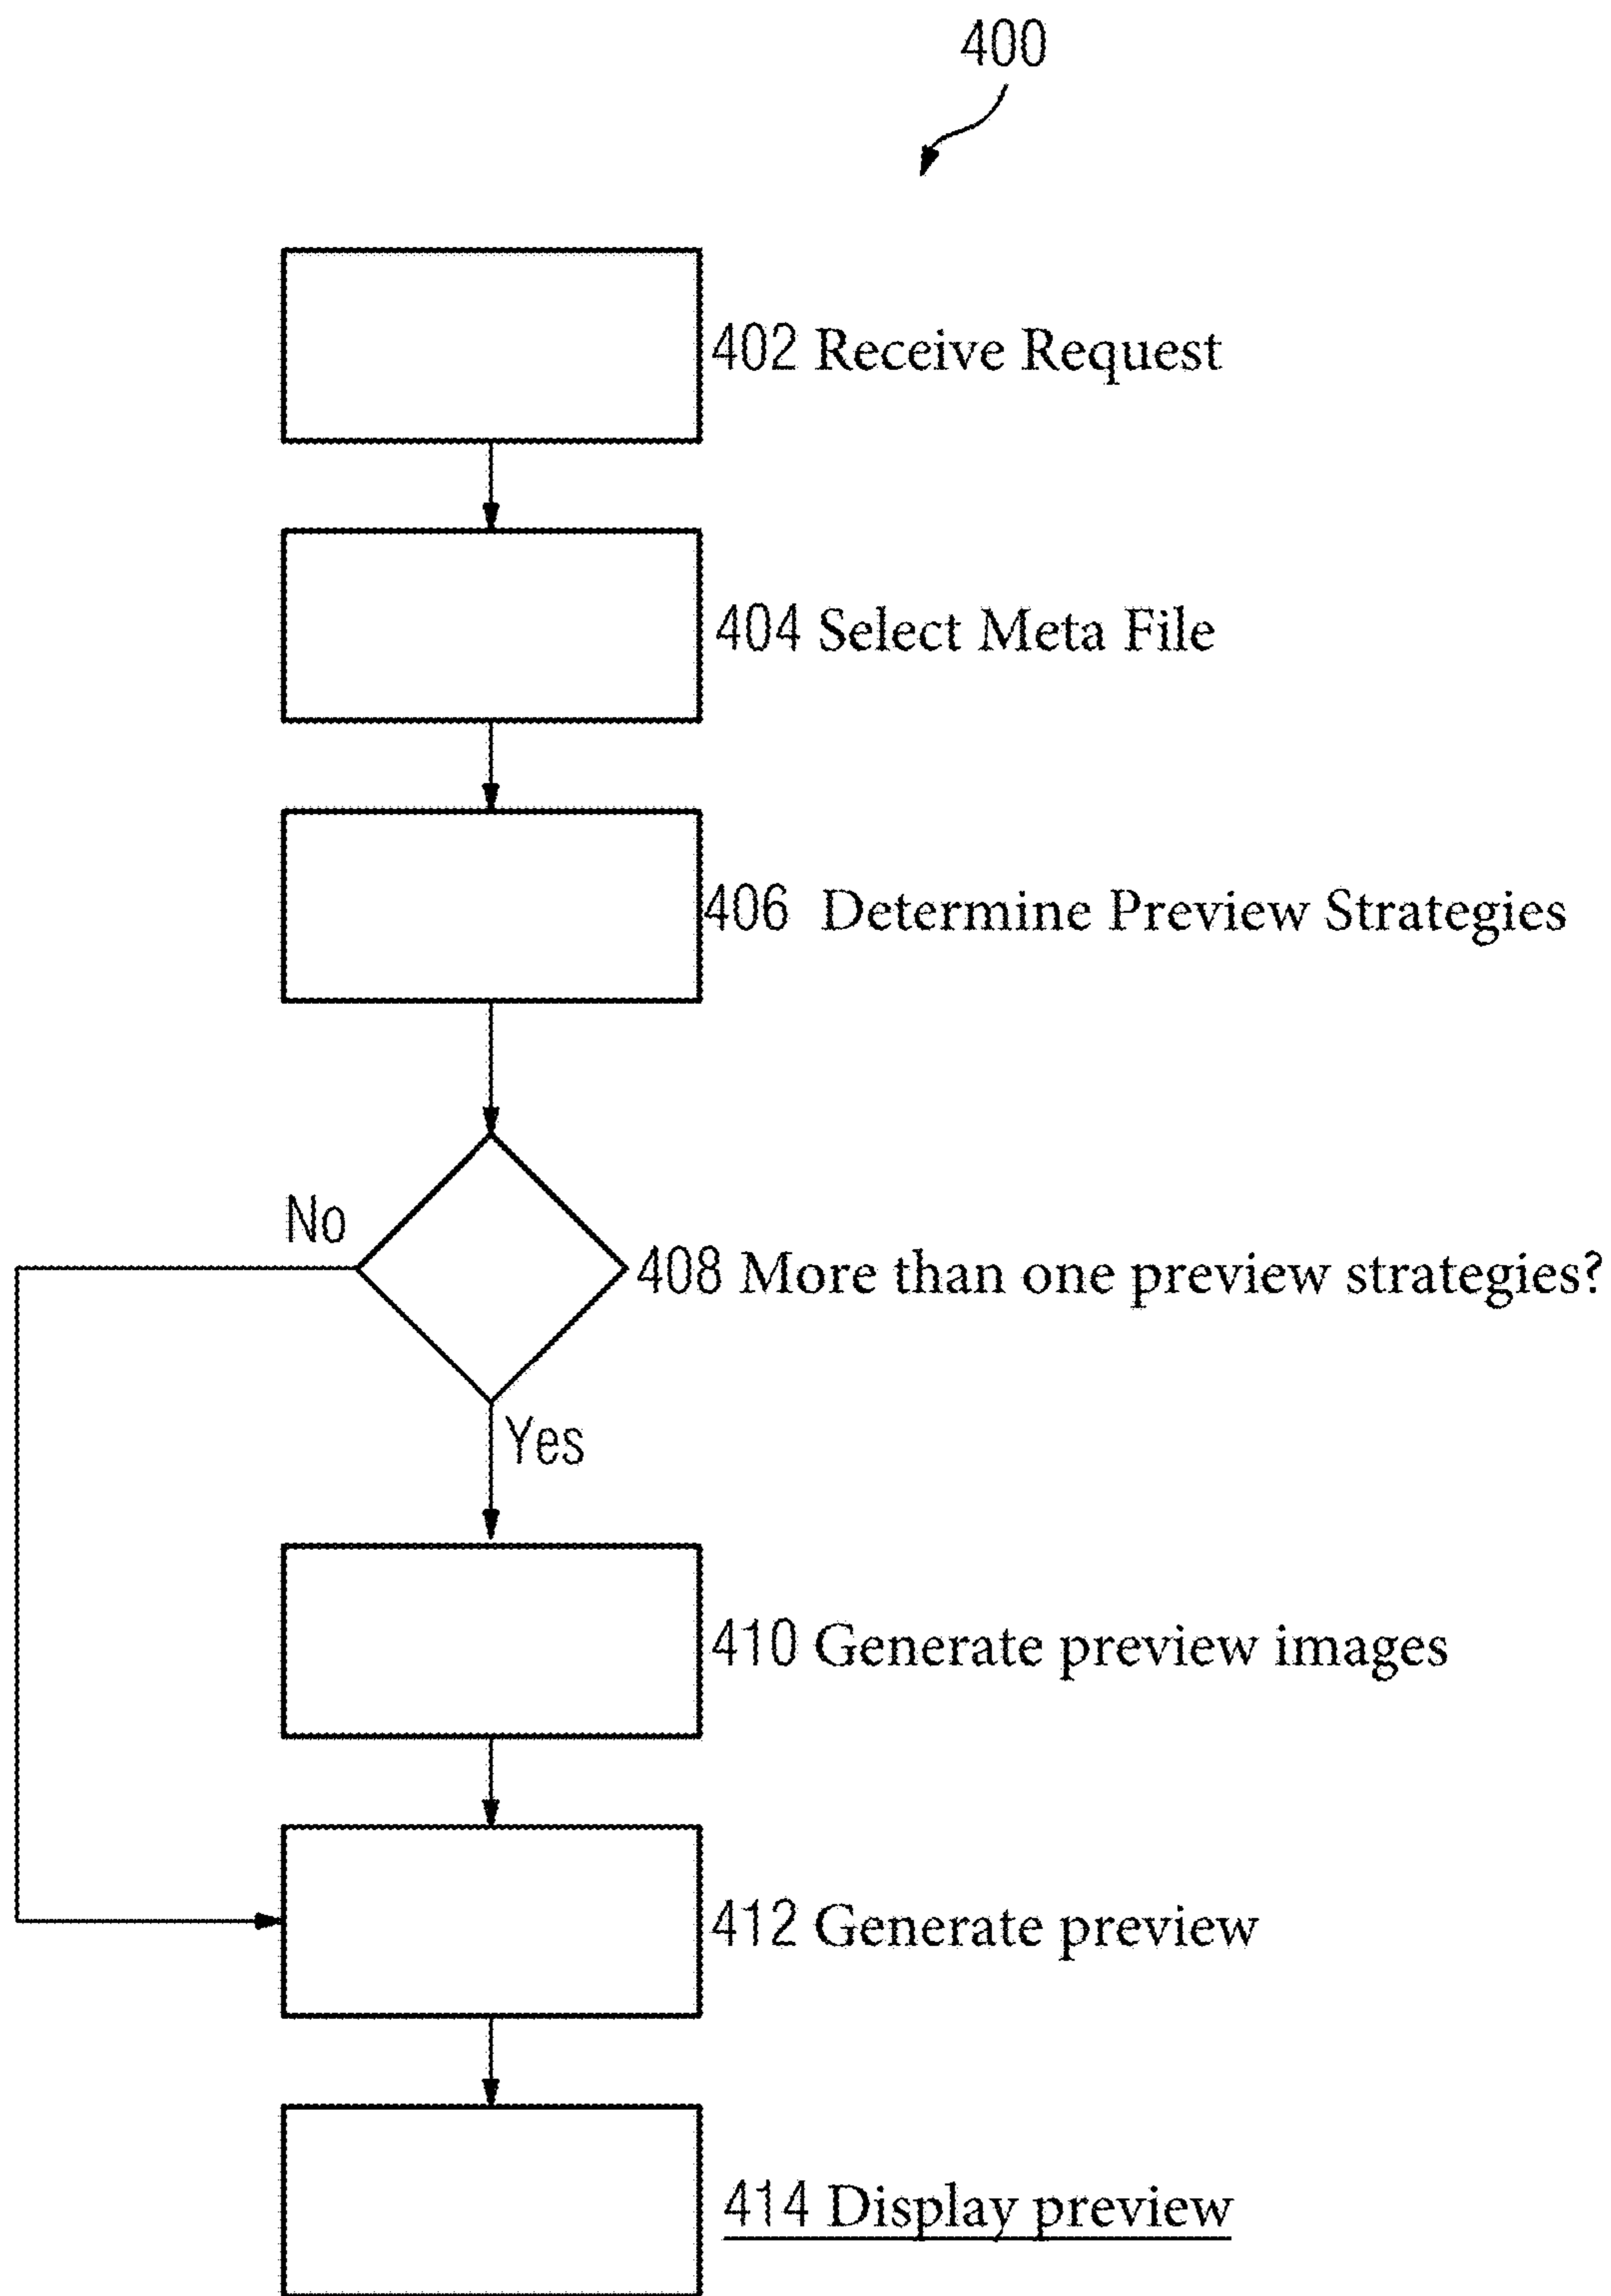 400
402 Receive Request
404 Select Meta File
406 Determine Preview Strategies
No
408 More than one preview strategies?
Yes
410 Generate preview images
412 Generate preview
414 Display preview